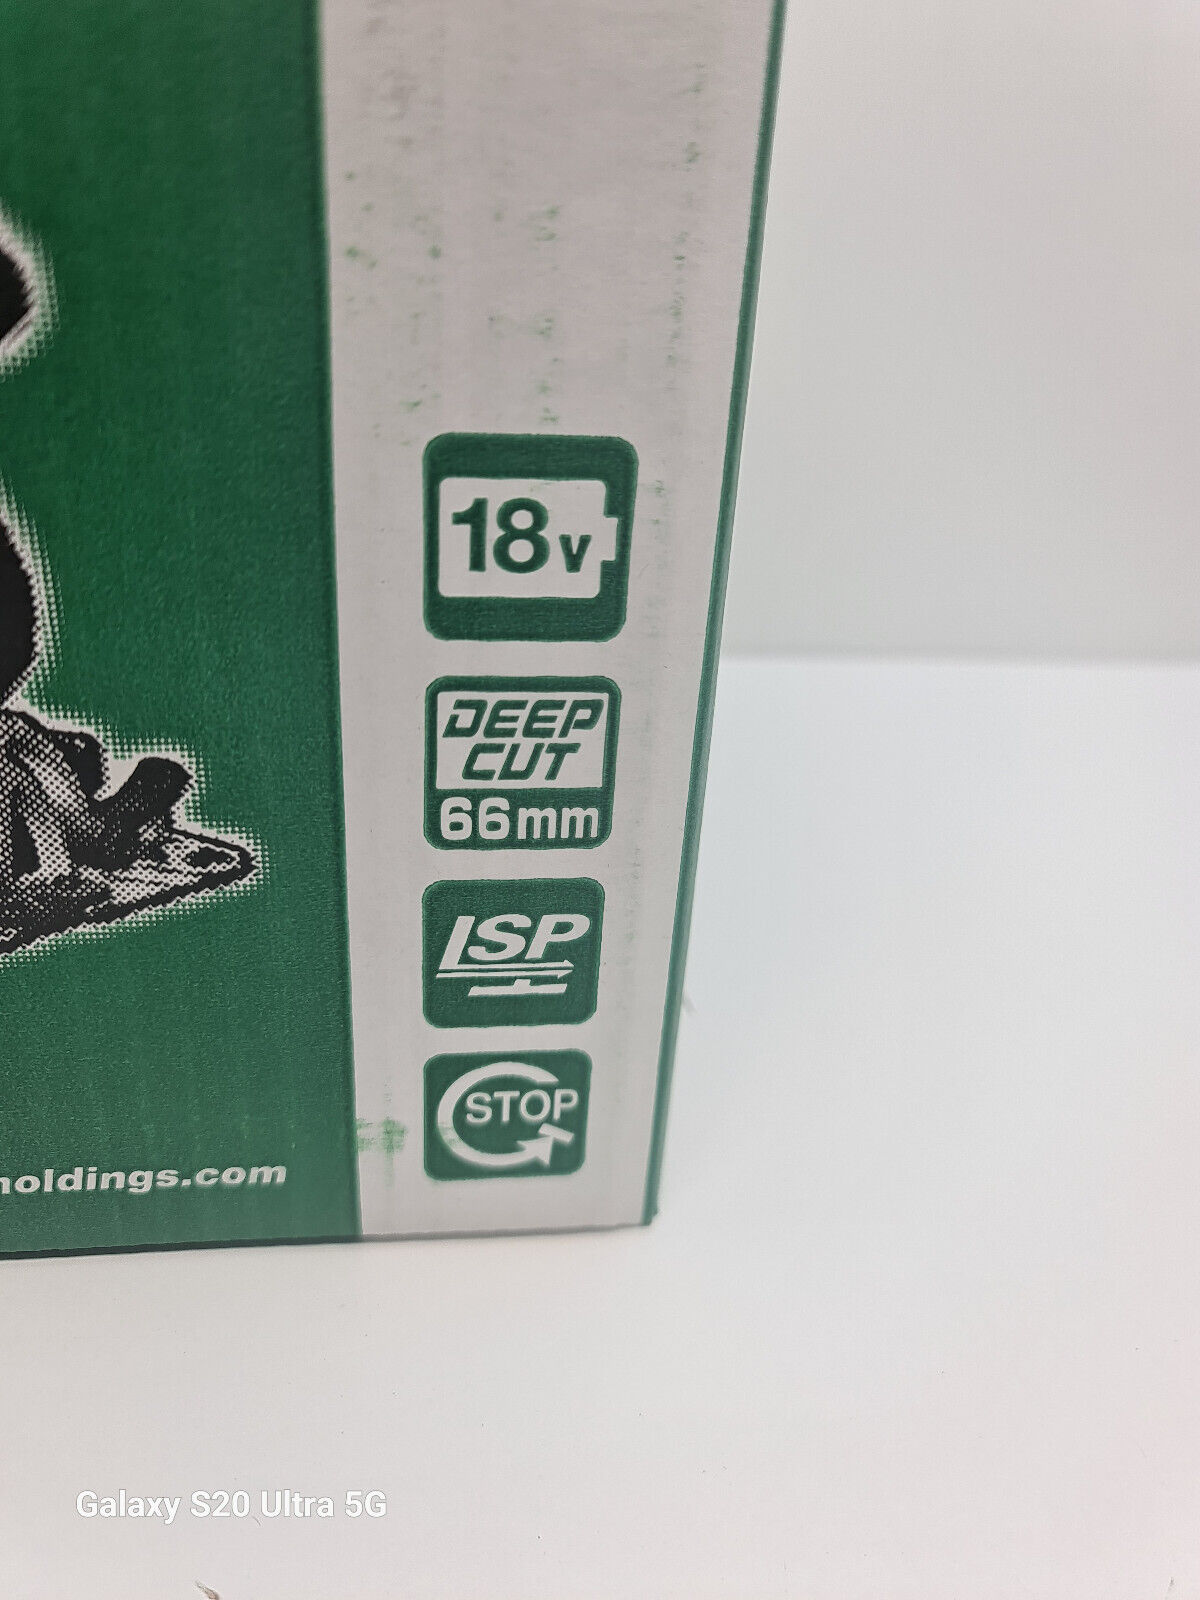 18v
DEEP
CUT
66mm
LSP
STOP
holdings.com
Galaxy S20 Ultra 5G